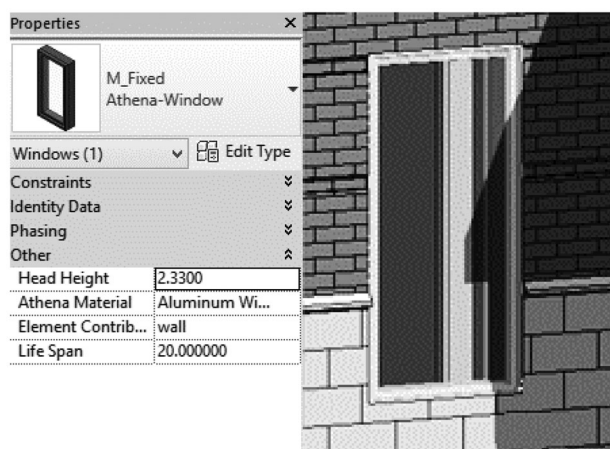 Properties
M_Fixed
Athena-Window
Windows (1)
Edit Type
Constraints
Identity Data
Phasing
Other
Head Height 2.3300
Athena Material Aluminum Wi...
Element Contrib... wall
Life Span 20.000000